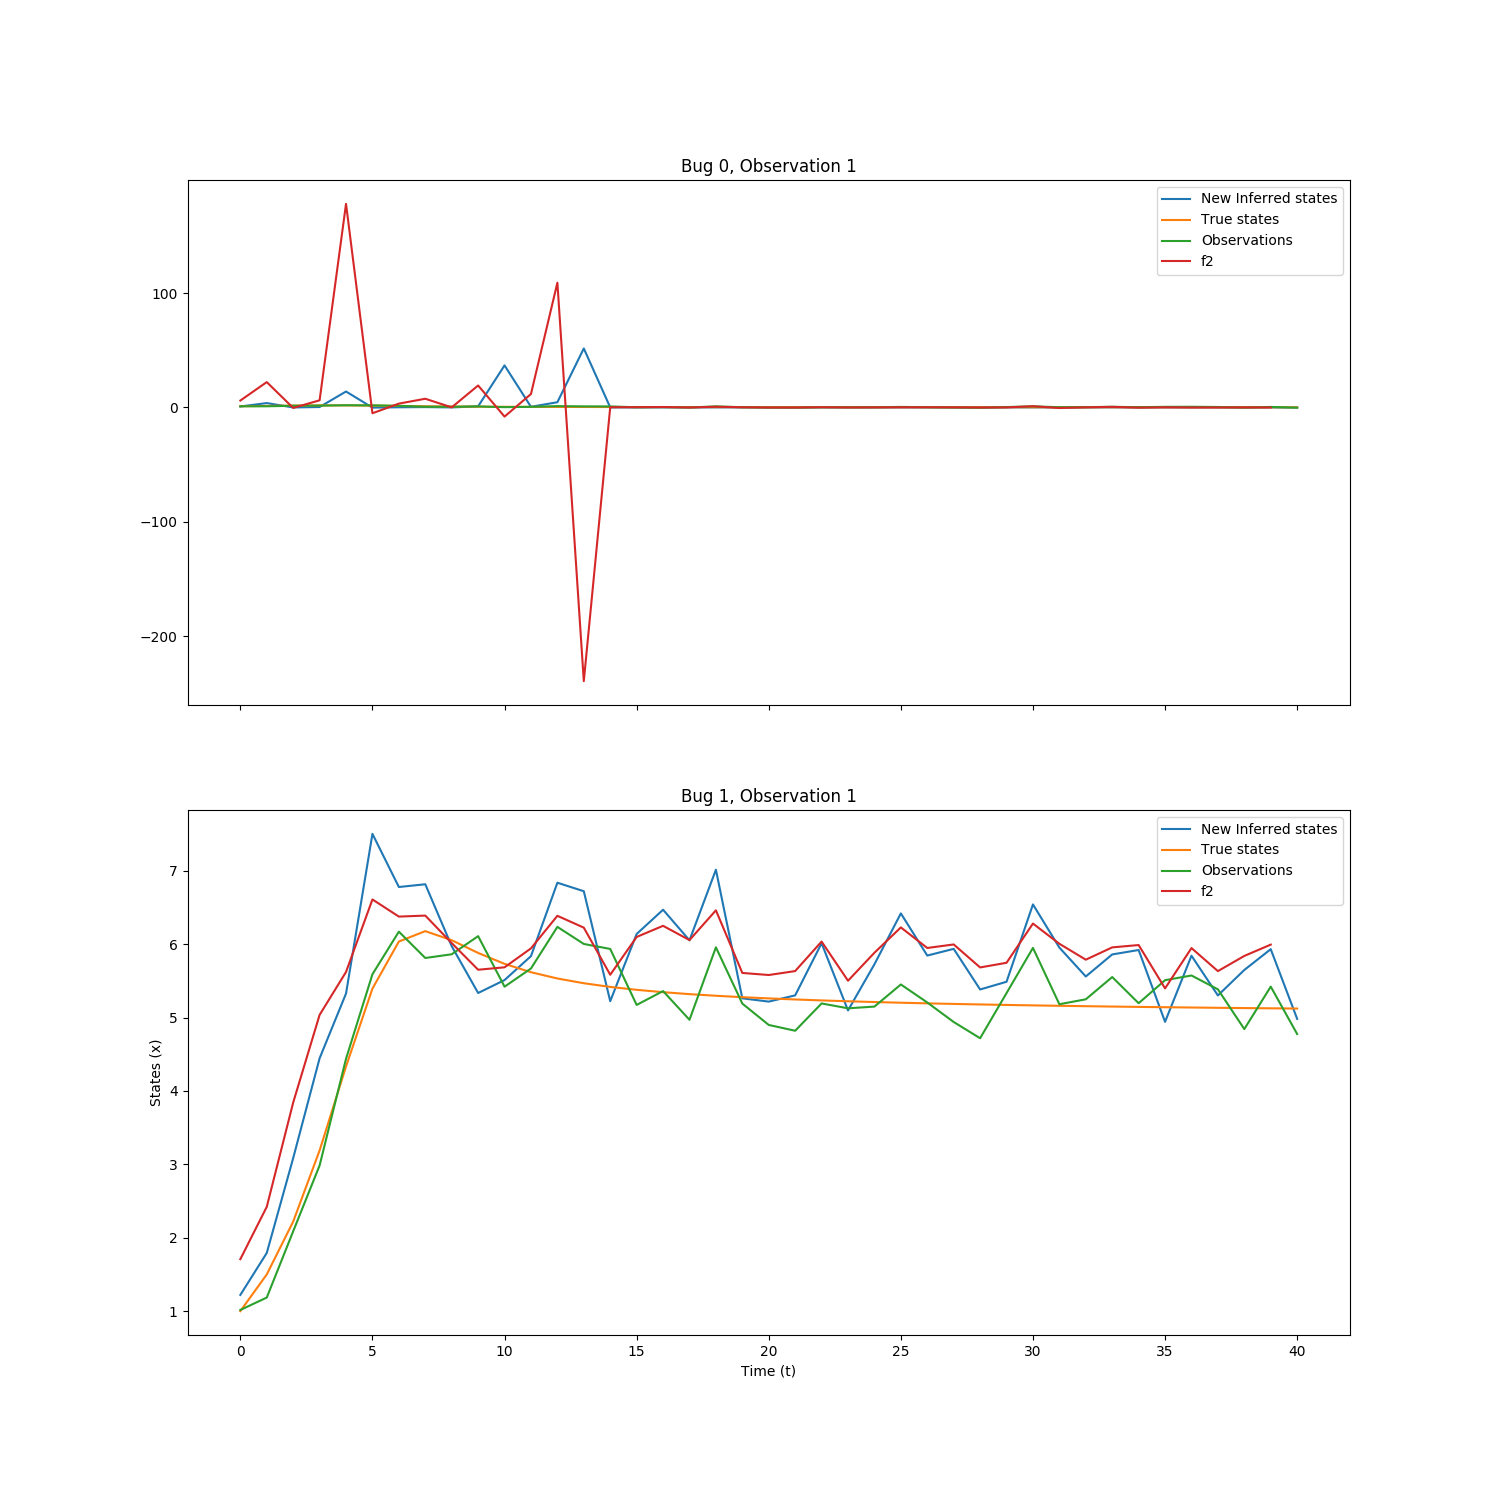 Bug 0, Observation 1
New Inferred states
True states
Observations
f2
100
0
−100
−200
Bug 1, Observation 1
New Inferred states
True states
Observations
f2
7
6
5
4
3
2
1
States (x)
0 5 10 15 20 25 30 35 40
Time (t)